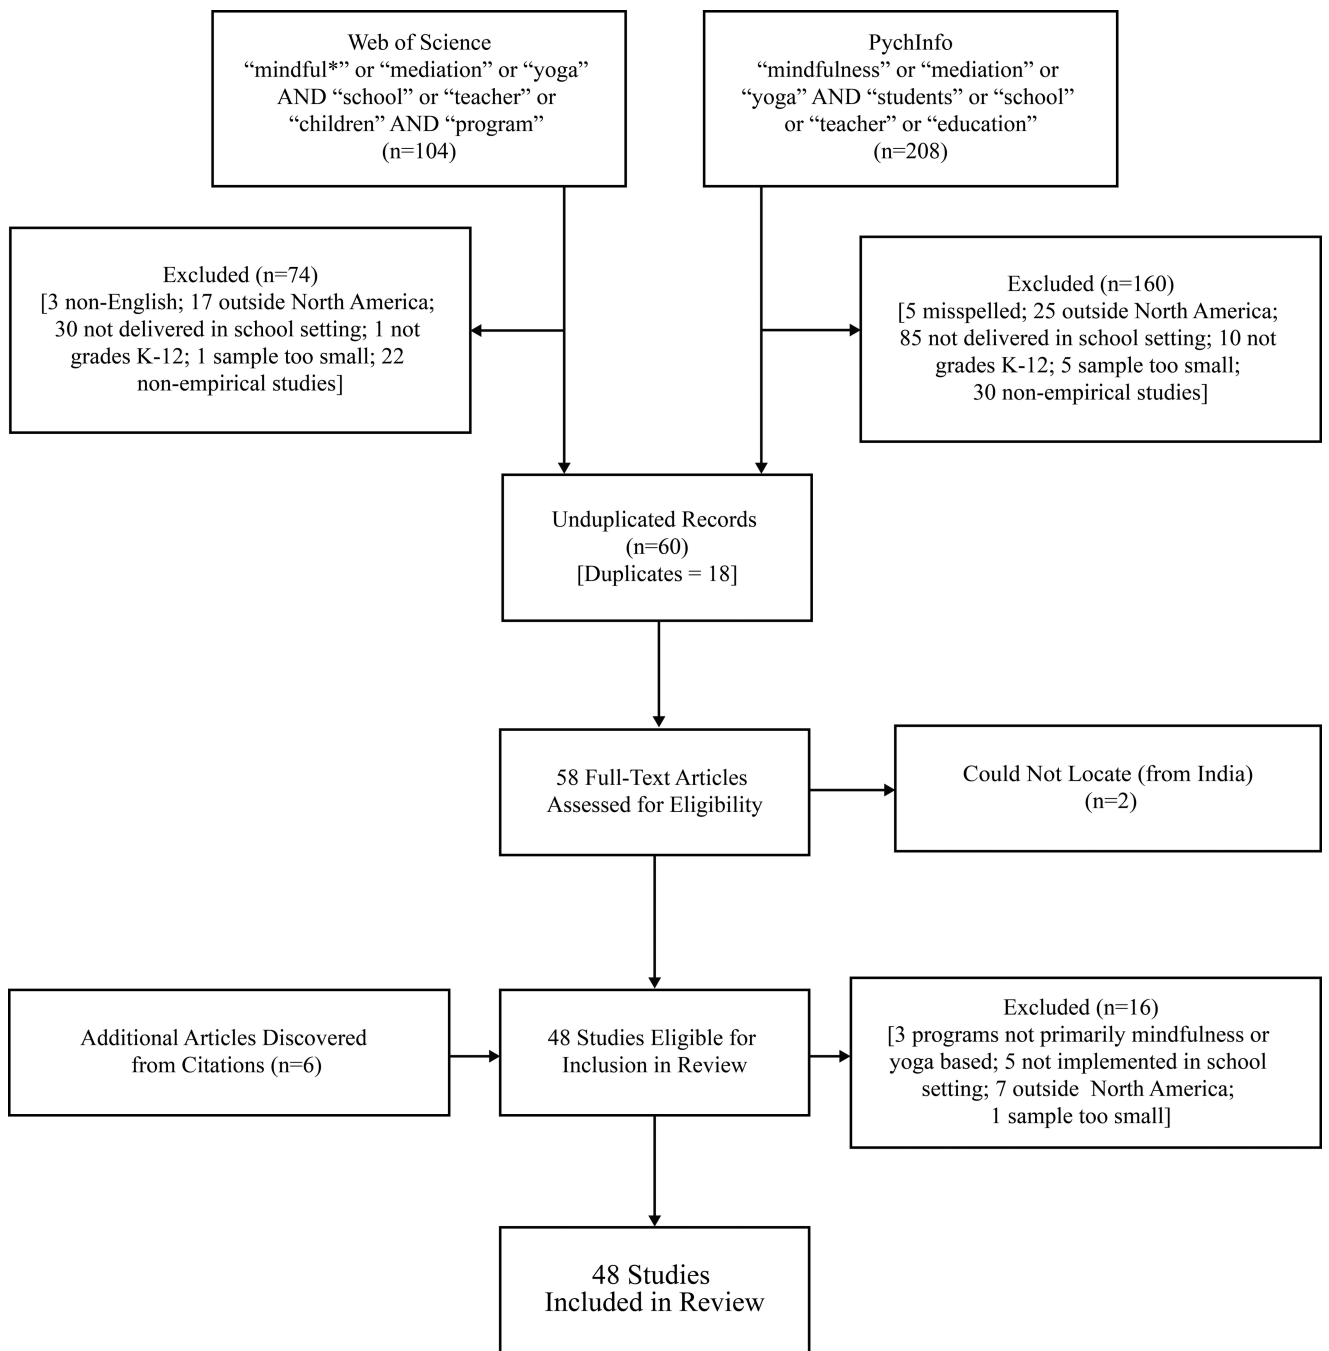 Web of Science
“mindful*” or “mediation” or “yoga”
AND “school” or “teacher” or
“children” AND “program”
(n=104)
PychInfo
“mindfulness” or “mediation” or
“yoga” AND “students” or “school”
or “teacher” or “education”
(n=208)
Excluded (n=74)
[3 non-English; 17 outside North America;
30 not delivered in school setting; 1 not
grades K-12; 1 sample too small; 22
non-empirical studies]
Excluded (n=160)
[5 misspelled; 25 outside North America;
85 not delivered in school setting; 10 not
grades K-12; 5 sample too small;
30 non-empirical studies]
Unduplicated Records
(n=60)
[Duplicates = 18]
58 Full-Text Articles
Assessed for Eligibility
Could Not Locate (from India)
(n=2)
Additional Articles Discovered
from Citations (n=6)
48 Studies Eligible for
Inclusion in Review
Excluded (n=16)
[3 programs not primarily mindfulness or
yoga based; 5 not implemented in school
setting; 7 outside North America;
1 sample too small]
48 Studies
Included in Review